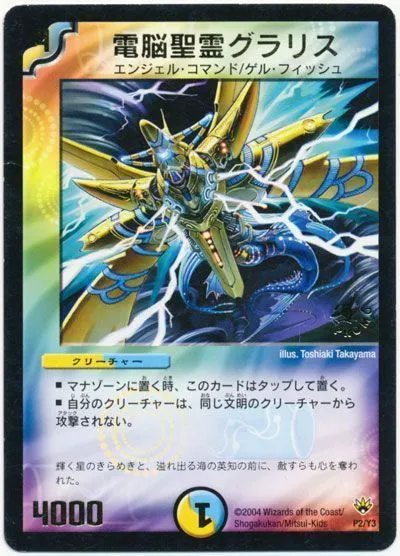 電脳聖霊グラリス
エンジェル・コマンド/ゲル・フィッシュ
illus. Toshiaki Takayama
クリーチャー
■ マナゾーンに置く時、このカードはタップして置く。
■ 自分のクリーチャーは、同じ文明のクリーチャーから
攻撃されない。
輝く星のきらめきと、溢れ出る海の英知の前に、敵すらも心を奪わ
れた。
4000
1
©2004 Wizards of the Coast/
Shogakukan/Mitsui-Kids
P2/Y3